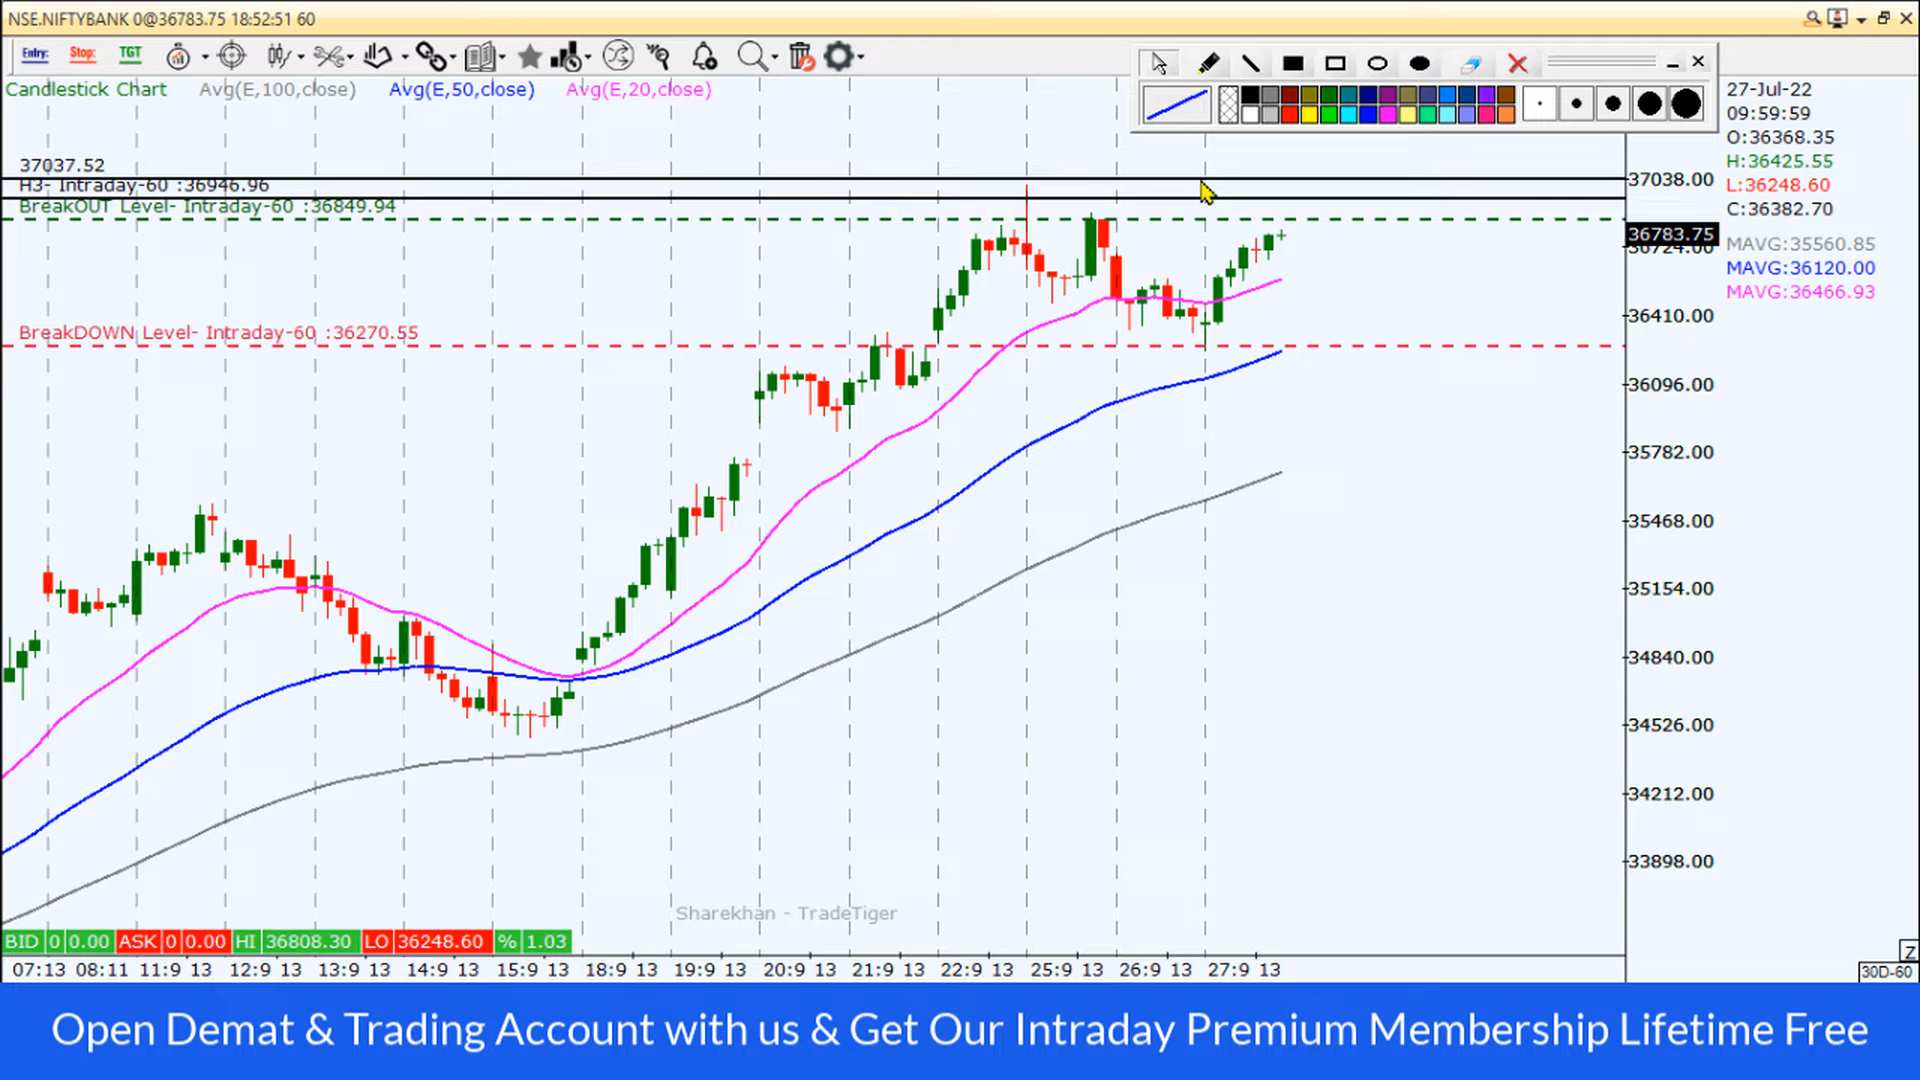 NSE.NIFTYBANK 0@36783.75 18:52:51 60
Entry: Stop: TGT
Candlestick Chart Avg(E,100,close) Avg(E,50,close) Avg(E,20,close)
27-Jul-22
09:59:59
O:36368.35
H:36425.55
L:36248.60
C:36382.70
MAVG:35560.85
MAVG:36120.00
MAVG:36466.93
37037.52
H3- Intraday-60 :36946.96
BreakOUT Level- Intraday-60 :36849.94
BreakDOWN Level- Intraday-60 :36270.55
37038.00
36783.75
36724.00
36410.00
36096.00
35782.00
35468.00
35154.00
34840.00
34526.00
34212.00
33898.00
Sharekhan - TradeTiger
BID 0 0.00 ASK 0 0.00 HI 36808.30 LO 36248.60 % 1.03
Z
07:13 08:11 11:9 13 12:9 13 13:9 13 14:9 13 15:9 13 18:9 13 19:9 13 20:9 13 21:9 13 22:9 13 25:9 13 26:9 13 27:9 13
30D-60
Open Demat & Trading Account with us & Get Our Intraday Premium Membership Lifetime Free